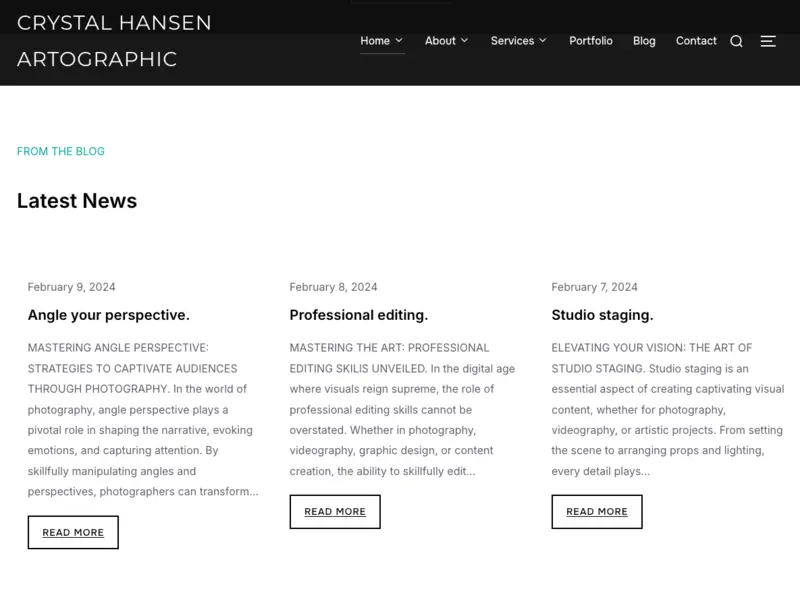 CRYSTAL HANSEN
ARTOGRAPHIC
Home About Services Portfolio Blog Contact
FROM THE BLOG
Latest News
February 9, 2024
Angle your perspective.
MASTERING ANGLE PERSPECTIVE:
STRATEGIES TO CAPTIVATE AUDIENCES
THROUGH PHOTOGRAPHY. In the world of
photography, angle perspective plays a
pivotal role in shaping the narrative, evoking
emotions, and capturing attention. By
skillfully manipulating angles and
perspectives, photographers can transform...
READ MORE
February 8, 2024
Professional editing.
MASTERING THE ART: PROFESSIONAL
EDITING SKILIS UNVEILED. In the digital age
where visuals reign supreme, the role of
professional editing skills cannot be
overstated. Whether in photography,
videography, graphic design, or content
creation, the ability to skillfully edit...
READ MORE
February 7, 2024
Studio staging.
ELEVATING YOUR VISION: THE ART OF
STUDIO STAGING. Studio staging is an
essential aspect of creating captivating visual
content, whether for photography,
videography, or artistic projects. From setting
the scene to arranging props and lighting,
every detail plays...
READ MORE